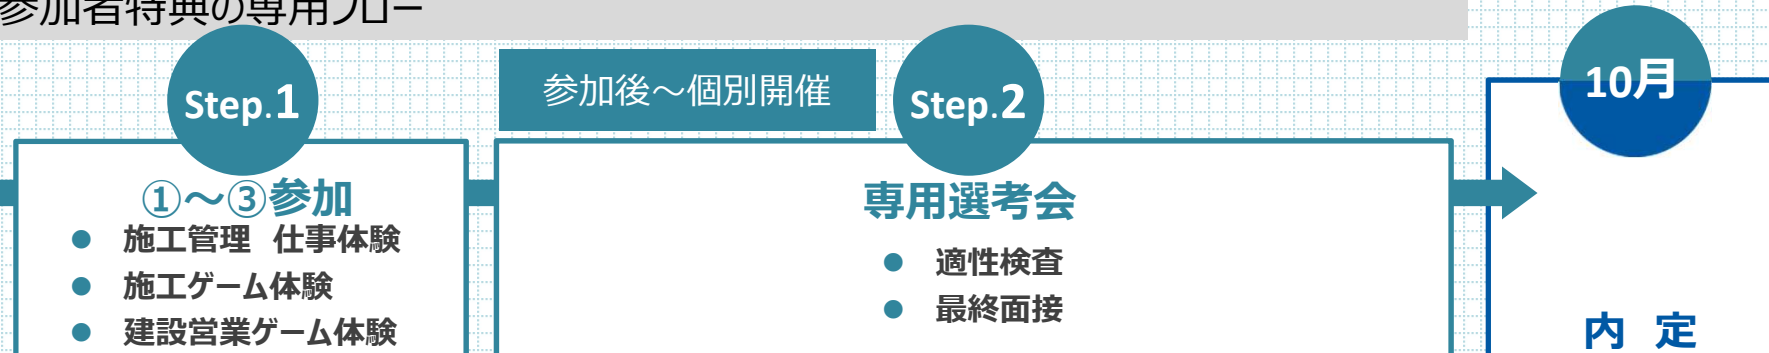 参加者特典の専用フロー
Step.1
①～③参加
● 施工管理　仕事体験
● 施工ゲーム体験
● 建設営業ゲーム体験
参加後～個別開催
Step.2
専用選考会
● 適性検査
● 最終面接
10月
内　定